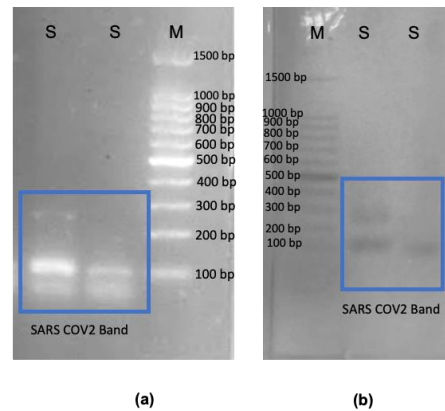 S S M
1500 bp
1000 bp
900 bp
800 bp
700 bp
600 bp
500 bp
400 bp
300 bp
200 bp
100 bp
SARS COV2 Band
(a)
M S S
1500 bp
1000 bp
900 bp
800 bp
700 bp
600 bp
500 bp
400 bp
300 bp
200 bp
100 bp
SARS COV2 Band
(b)